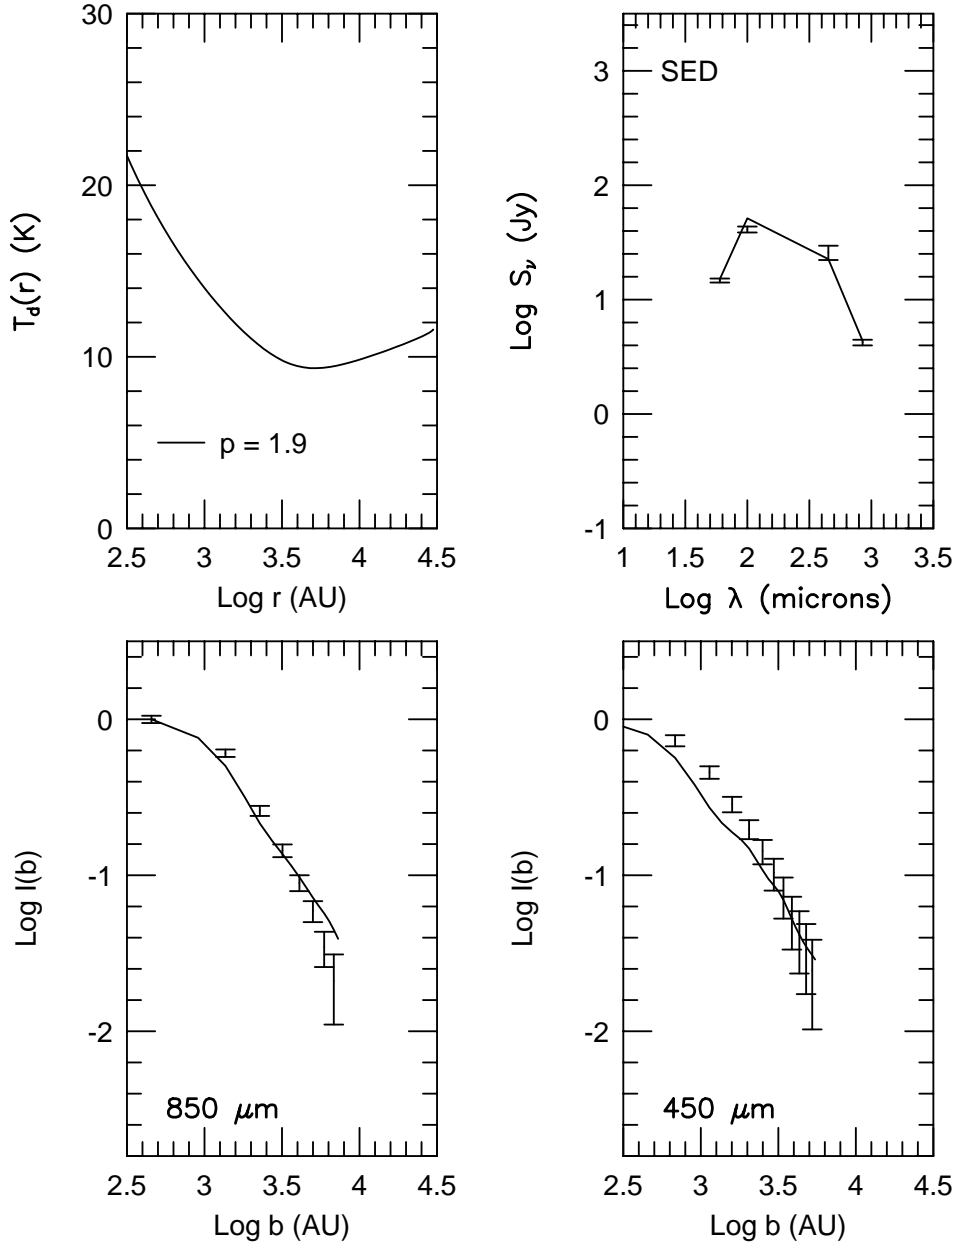 30
20
10
0
T_d(r) (K)
p = 1.9
2.5 3 3.5 4 4.5
Log r (AU)
SED
3
2
1
0
-1
Log S_ν (Jy)
1 1.5 2 2.5 3 3.5
Log λ (microns)
0
-1
-2
Log I(b)
850 μm
2.5 3 3.5 4 4.5
Log b (AU)
0
-1
-2
Log I(b)
450 μm
2.5 3 3.5 4 4.5
Log b (AU)